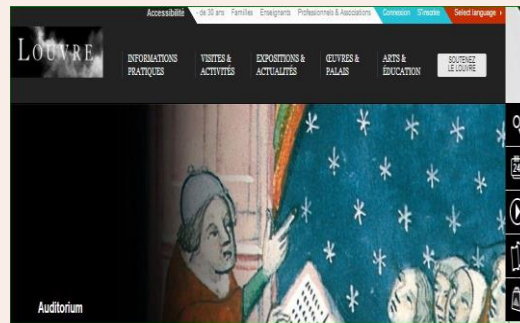 Accessibilité - de 30 ans Familles Enseignants Professionnels & Associations Connexion S'inscrire Select language
LOUVRE
INFORMATIONS
PRATIQUES
VISITES &
ACTIVITÉS
EXPOSITIONS &
ACTUALITÉS
ŒUVRES &
PALAIS
ARTS &
ÉDUCATION
SOUTENEZ
LE LOUVRE
24
Auditorium